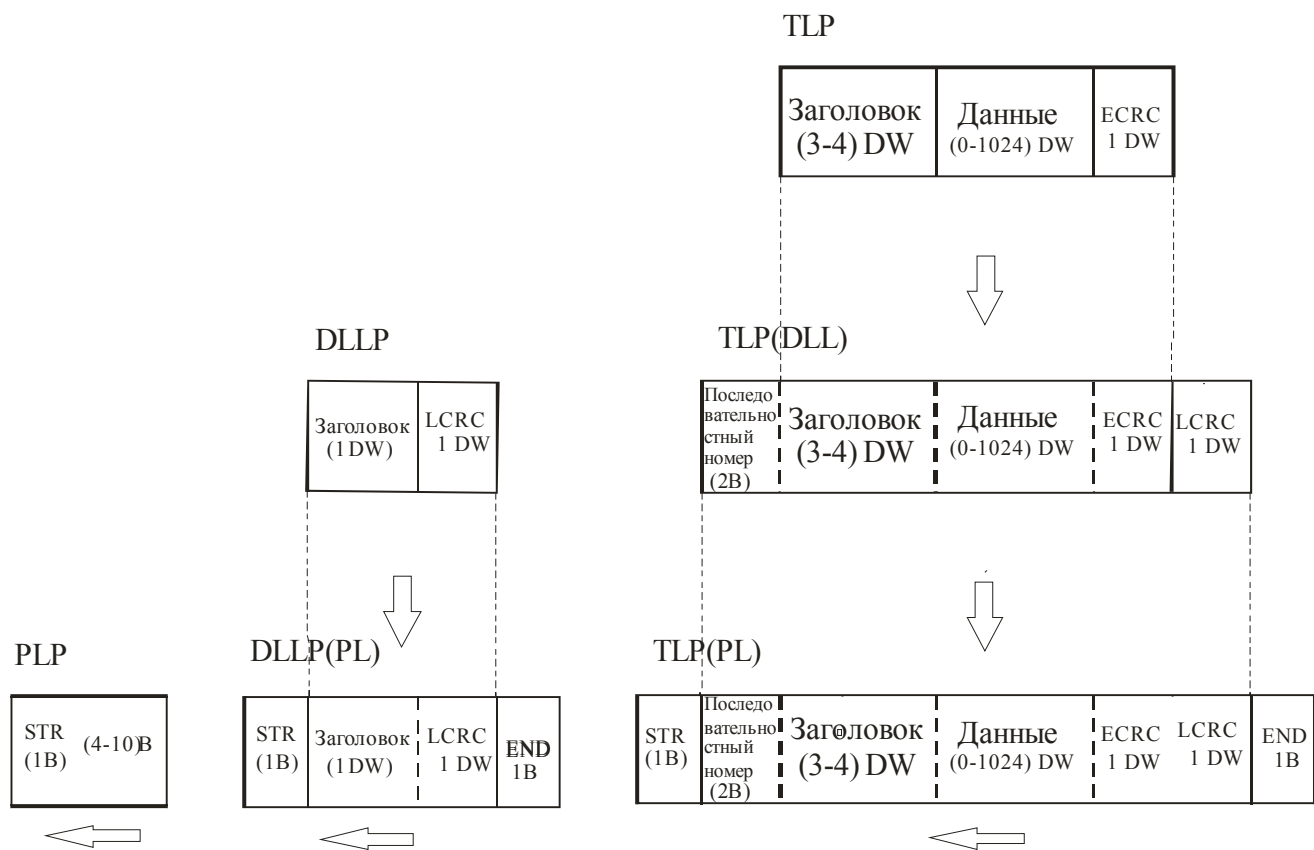 TLP
Заголовок
(3-4) DW
Данные
(0-1024) DW
ECRC
1 DW
DLLP
Заголовок
(1DW)
LCRC
1 DW
TLP(DLL)
Последо
вательно
стный
номер
(2B)
Заголовок
(3-4) DW
Данные
(0-1024) DW
ECRC
1 DW
LCRC
1 DW
PLP
STR
(1B)
(4-10)B
DLLP(PL)
STR
(1B)
Заголовок
(1DW)
LCRC
1 DW
END
1B
TLP(PL)
STR
(1B)
Последо
вательно
стный
номер
(2B)
Заголовок
(3-4) DW
Данные
(0-1024) DW
ECRC
1 DW
LCRC
1 DW
END
1B